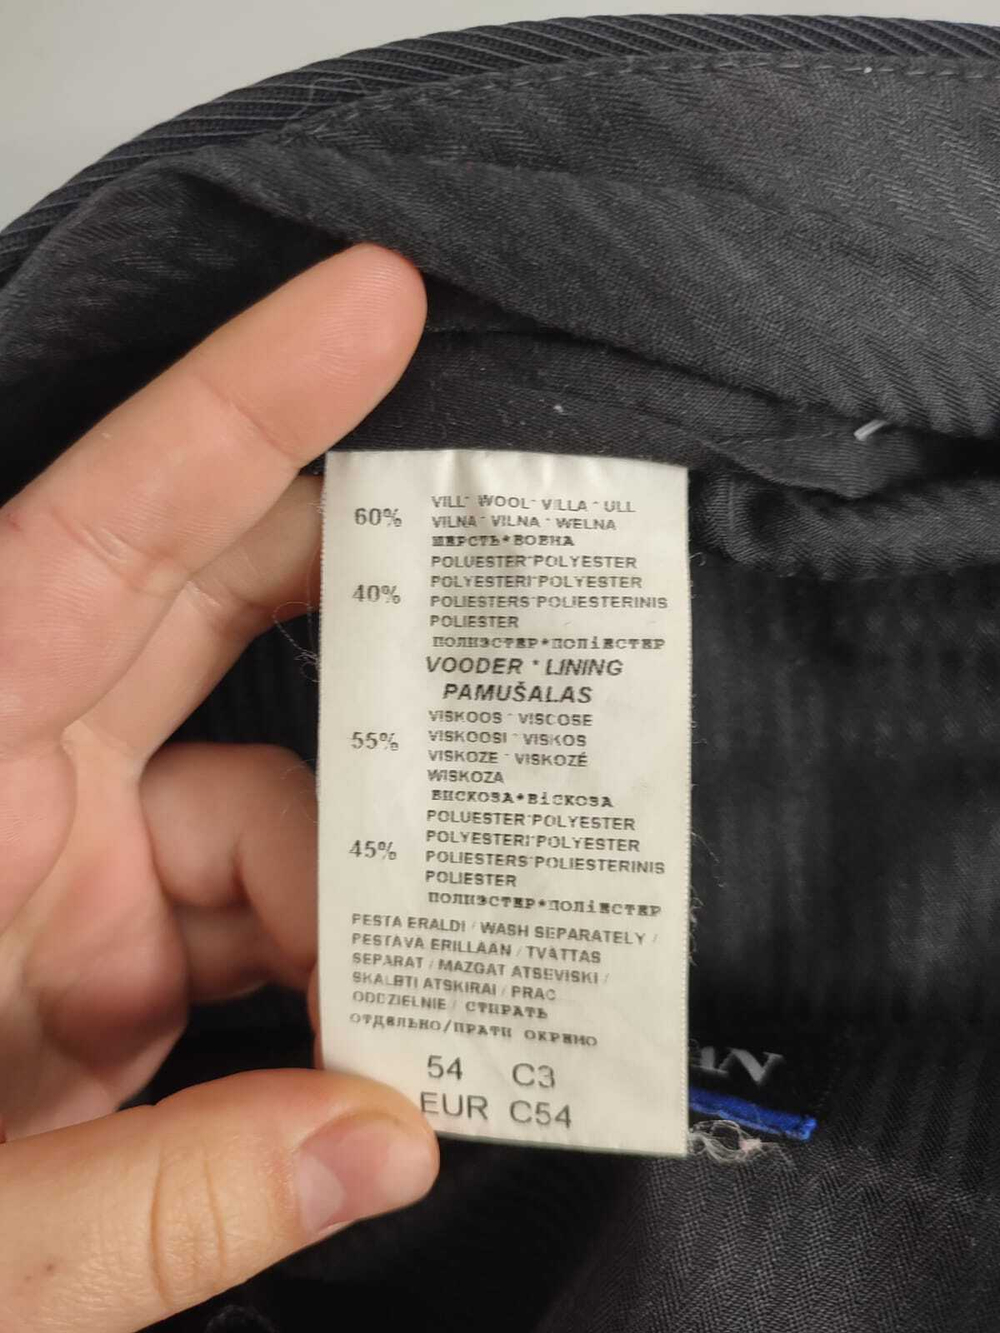 60%
VILL * WOOL * VILLA * ULL
VILNA * VILNA * WELNA
ШЕРСТЬ*ВОВНА
40%
POLUESTER*POLYESTER
POLYESTERI*POLYESTER
POLIESTERS*POLIESTERINIS
POLIESTER
ПОЛИЭСТЕР*ПОЛіЕСТЕР
VOODER * LINING
PAMUŠALAS
55%
VISKOOS * VISCOSE
VISKOOSI * VISKOS
VISKOZE * VISKOZĖ
WISKOZA
ВИСКОЗА*ВіСКОЗА
45%
POLUESTER*POLYESTER
POLYESTERI*POLYESTER
POLIESTERS*POLIESTERINIS
POLIESTER
ПОЛИЭСТЕР*ПОЛіЕСТЕР
PESTA ERALDI / WASH SEPARATELY /
PESTAVA ERILLAAN / TVÄTTAS
SEPARAT / MAZGAT ATSEVISKI /
SKALBTI ATSKIRAI / PRAC
ODDZIELNIE / СТИРАТЬ
ОТДЕЛЬНО/ПРАТИ ОКРЕМО
54 C3
EUR C54